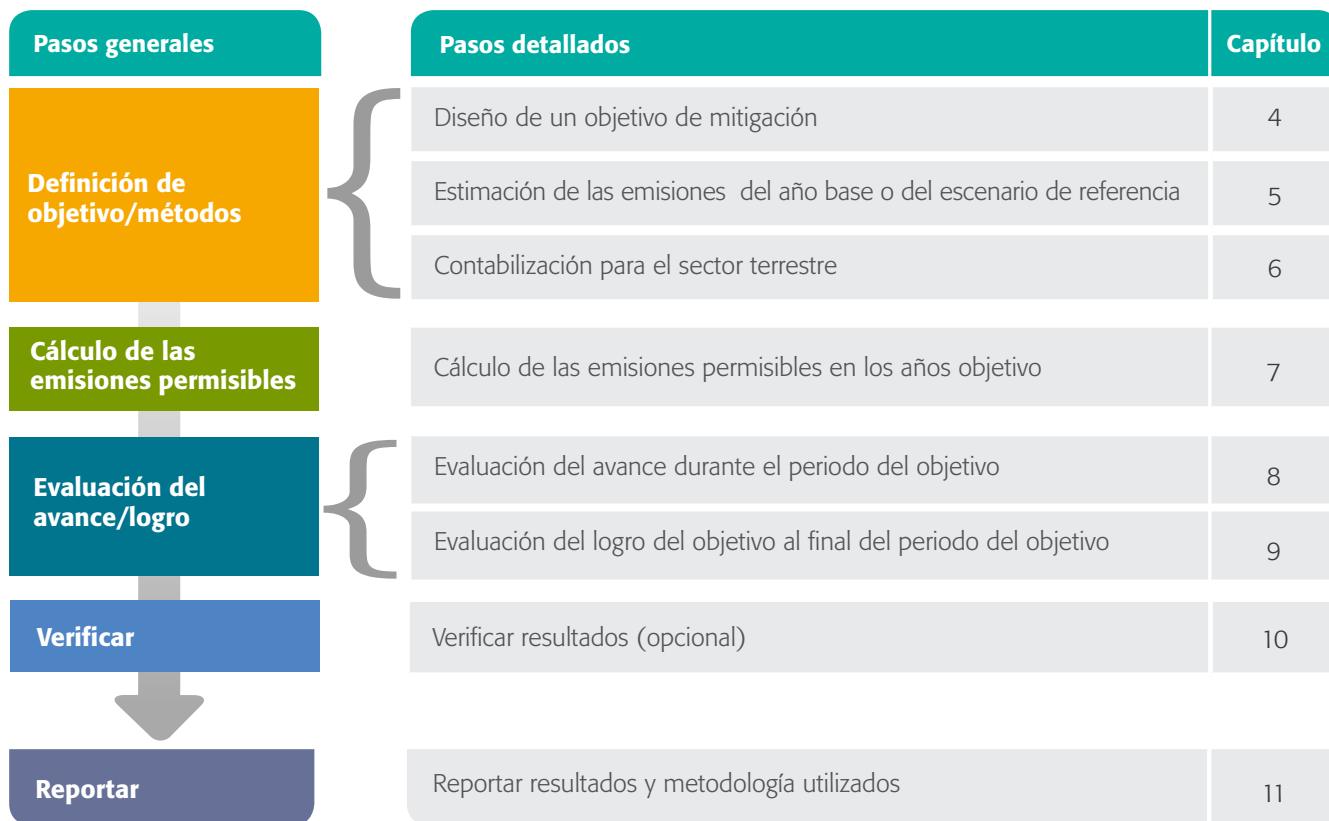 Pasos generales
Pasos detallados
Capítulo
Definición de
objetivo/métodos
Diseño de un objetivo de mitigación
4
Estimación de las emisiones del año base o del escenario de referencia
5
Contabilización para el sector terrestre
6
Cálculo de las
emisiones permisibles
Cálculo de las emisiones permisibles en los años objetivo
7
Evaluación del
avance/logro
Evaluación del avance durante el periodo del objetivo
8
Evaluación del logro del objetivo al final del periodo del objetivo
9
Verificar
Verificar resultados (opcional)
10
Reportar
Reportar resultados y metodología utilizados
11